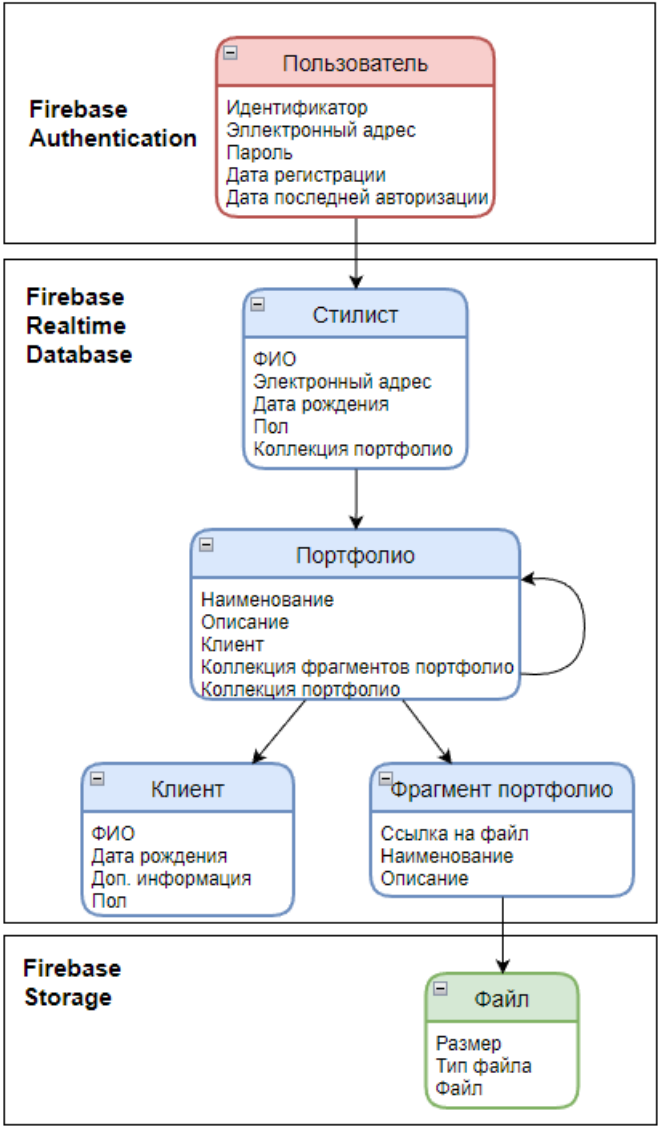 Firebase
Authentication
Пользователь
Идентификатор
Эллектронный адрес
Пароль
Дата регистрации
Дата последней авторизации
Firebase
Realtime
Database
Стилист
ФИО
Электронный адрес
Дата рождения
Пол
Коллекция портфолио
Портфолио
Наименование
Описание
Клиент
Коллекция фрагментов портфолио
Коллекция портфолио
Клиент
ФИО
Дата рождения
Доп. информация
Пол
Фрагмент портфолио
Ссылка на файл
Наименование
Описание
Firebase
Storage
Файл
Размер
Тип файла
Файл